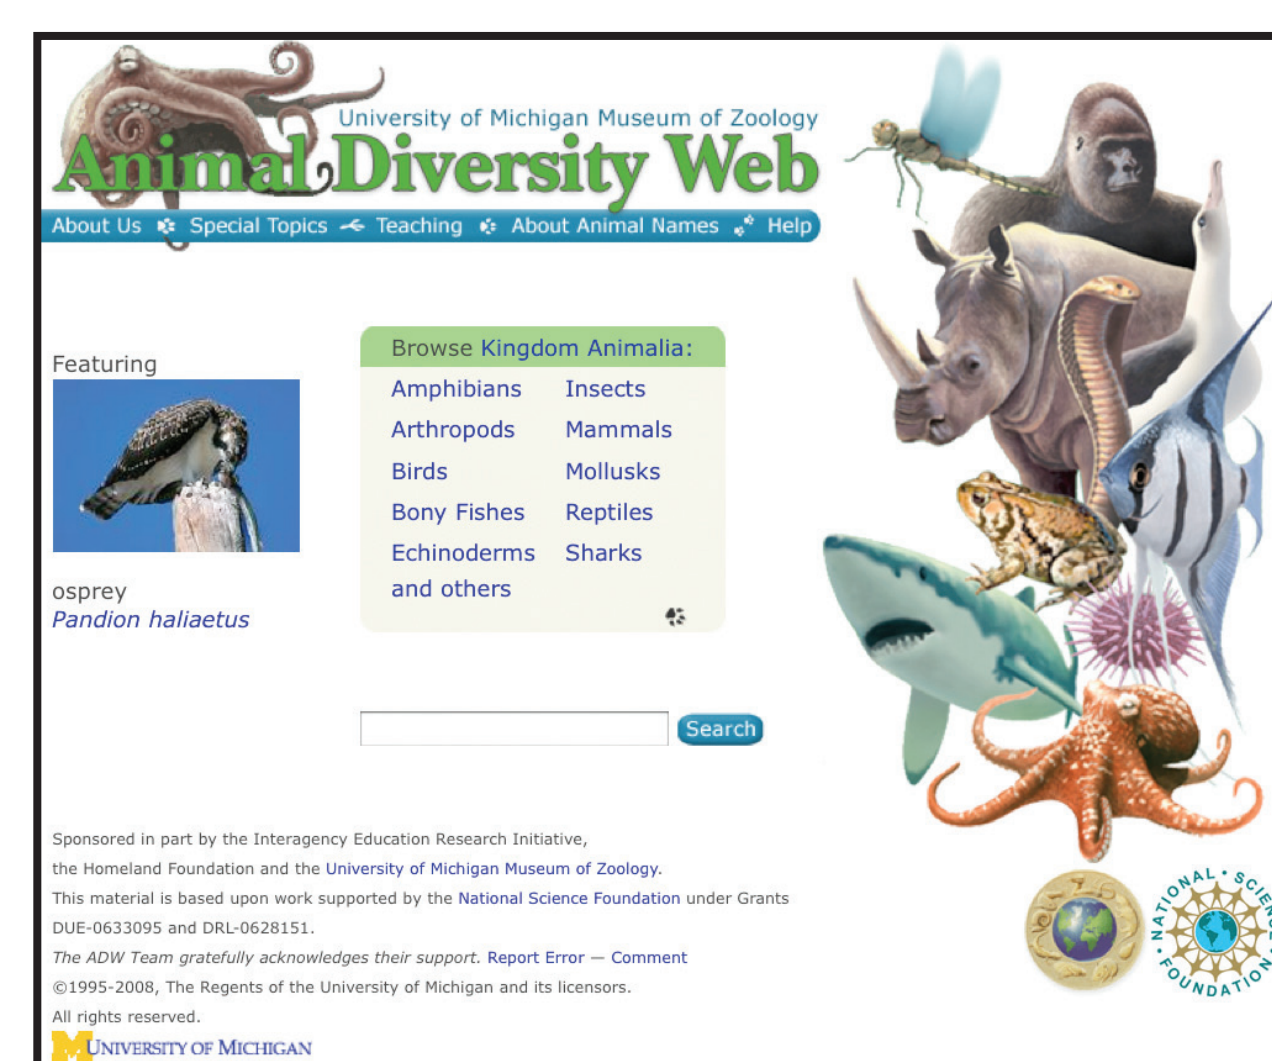 University of Michigan Museum of Zoology
Animal Diversity Web
About Us Special Topics Teaching About Animal Names Help
Featuring
osprey
Pandion haliaetus
Browse Kingdom Animalia:
Amphibians Insects
Arthropods Mammals
Birds Mollusks
Bony Fishes Reptiles
Echinoderms Sharks
and others
Search
Sponsored in part by the Interagency Education Research Initiative,
the Homeland Foundation and the University of Michigan Museum of Zoology.
This material is based upon work supported by the National Science Foundation under Grants
DUE-0633095 and DRL-0628151.
The ADW Team gratefully acknowledges their support. Report Error — Comment
©1995-2008, The Regents of the University of Michigan and its licensors.
All rights reserved.
M UNIVERSITY OF MICHIGAN
NATIONAL • SCIENCE • FOUNDATION •